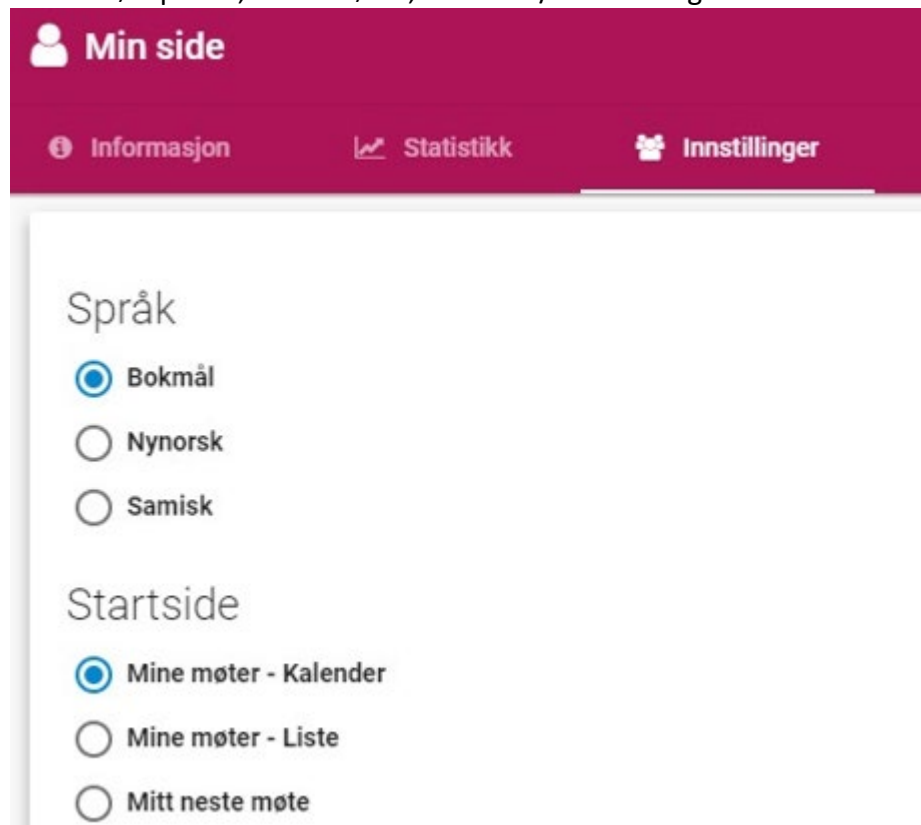 Min side
Informasjon Statistikk Innstillinger
Språk
Bokmål
Nynorsk
Samisk
Startside
Mine møter - Kalender
Mine møter - Liste
Mitt neste møte